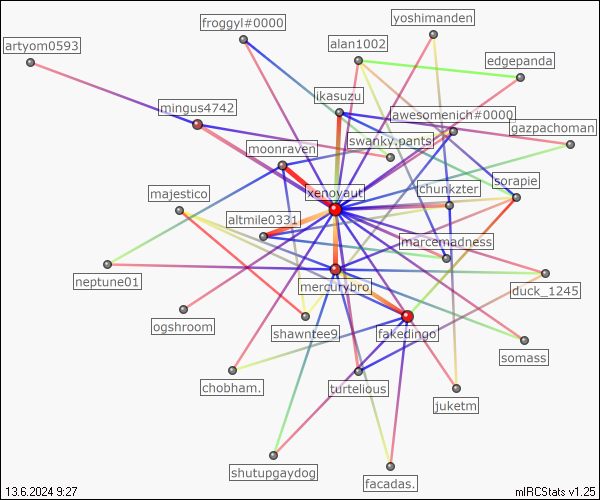 yoshimanden
froggyl#0000
alan1002
artyom0593
edgepanda
ikasuzu
mingus4742
awesomenich#0000
gazpachoman
swanky.pants
moonraven
sorapie
chunkzter
xenoyaut
majestico
altmile0331
marcemadness
neptune01
mercurybro
duck_1245
ogshroom
shawntee9
fakedingo
somass
chobham.
turtelious
juketm
shutupgaydog
facadas.
13.6.2024 9:27
mIRCStats v1.25